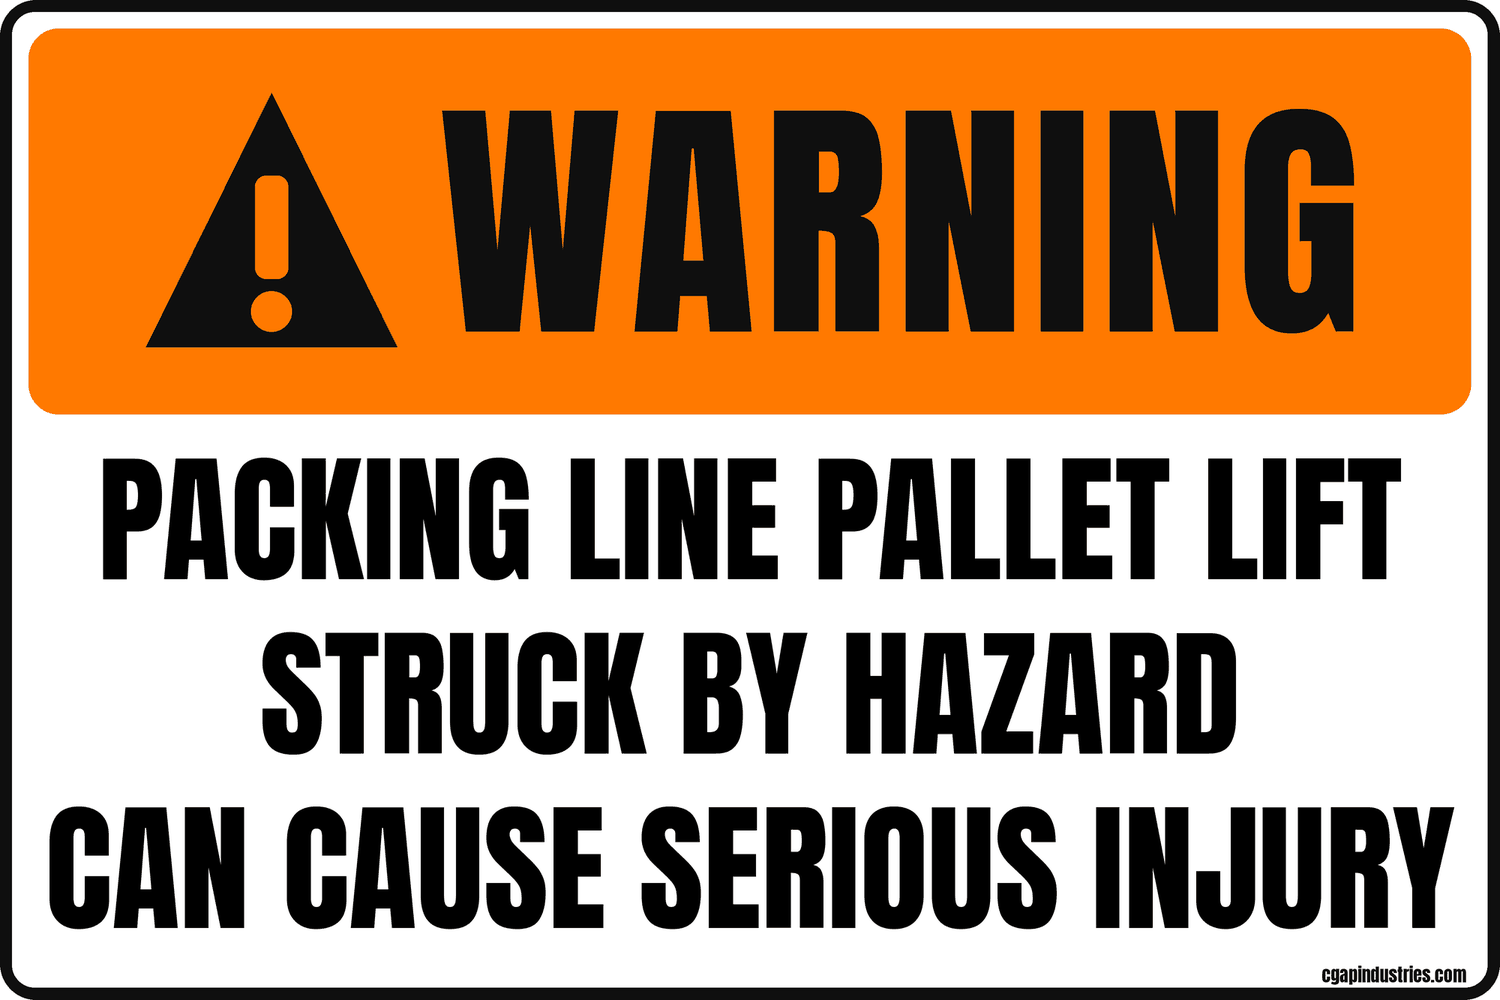 WARNING
PACKING LINE PALLET LIFT
STRUCK BY HAZARD
CAN CAUSE SERIOUS INJURY
cgapindustries.com